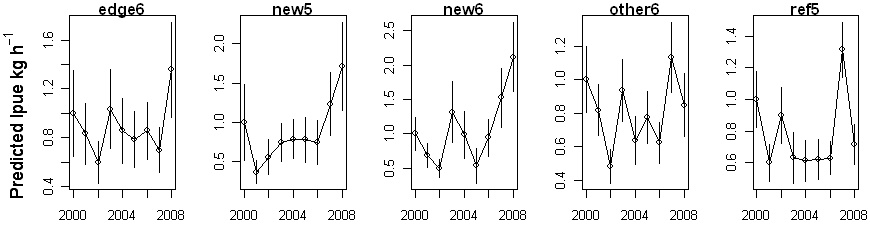 edge6 new5 new6 other6 ref5
Predicted lpue kg h⁻¹
0.4 0.8 1.2 1.6
2000 2004 2008
0.5 1.0 1.5 2.0
2000 2004 2008
0.5 1.0 1.5 2.0 2.5
2000 2004 2008
0.4 0.6 0.8 1.0 1.2
2000 2004 2008
0.6 0.8 1.0 1.2 1.4
2000 2004 2008